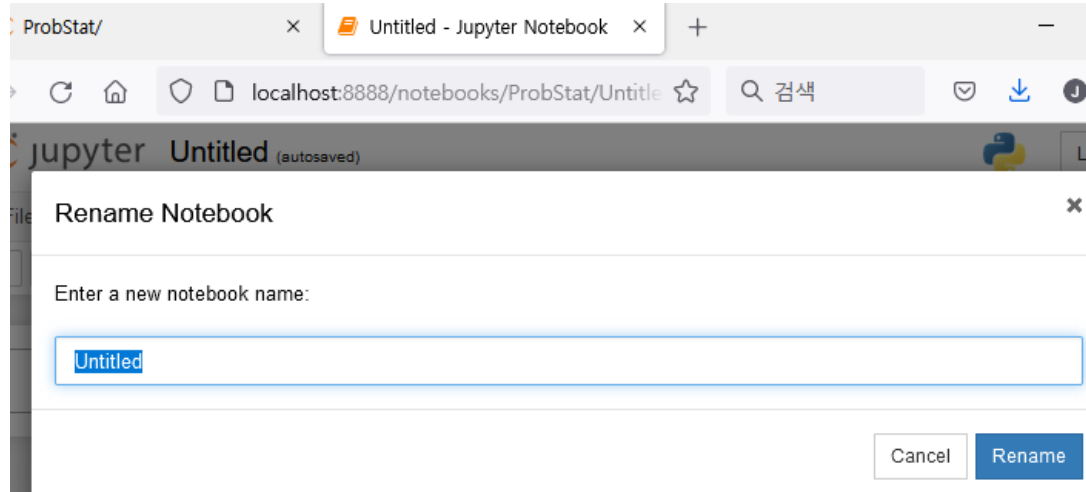 ProbStat/ Untitled - Jupyter Notebook
localhost:8888/notebooks/ProbStat/Untitle 검색
jupyter Untitled (autosaved)
File
Rename Notebook
Enter a new notebook name:
Untitled
Cancel Rename